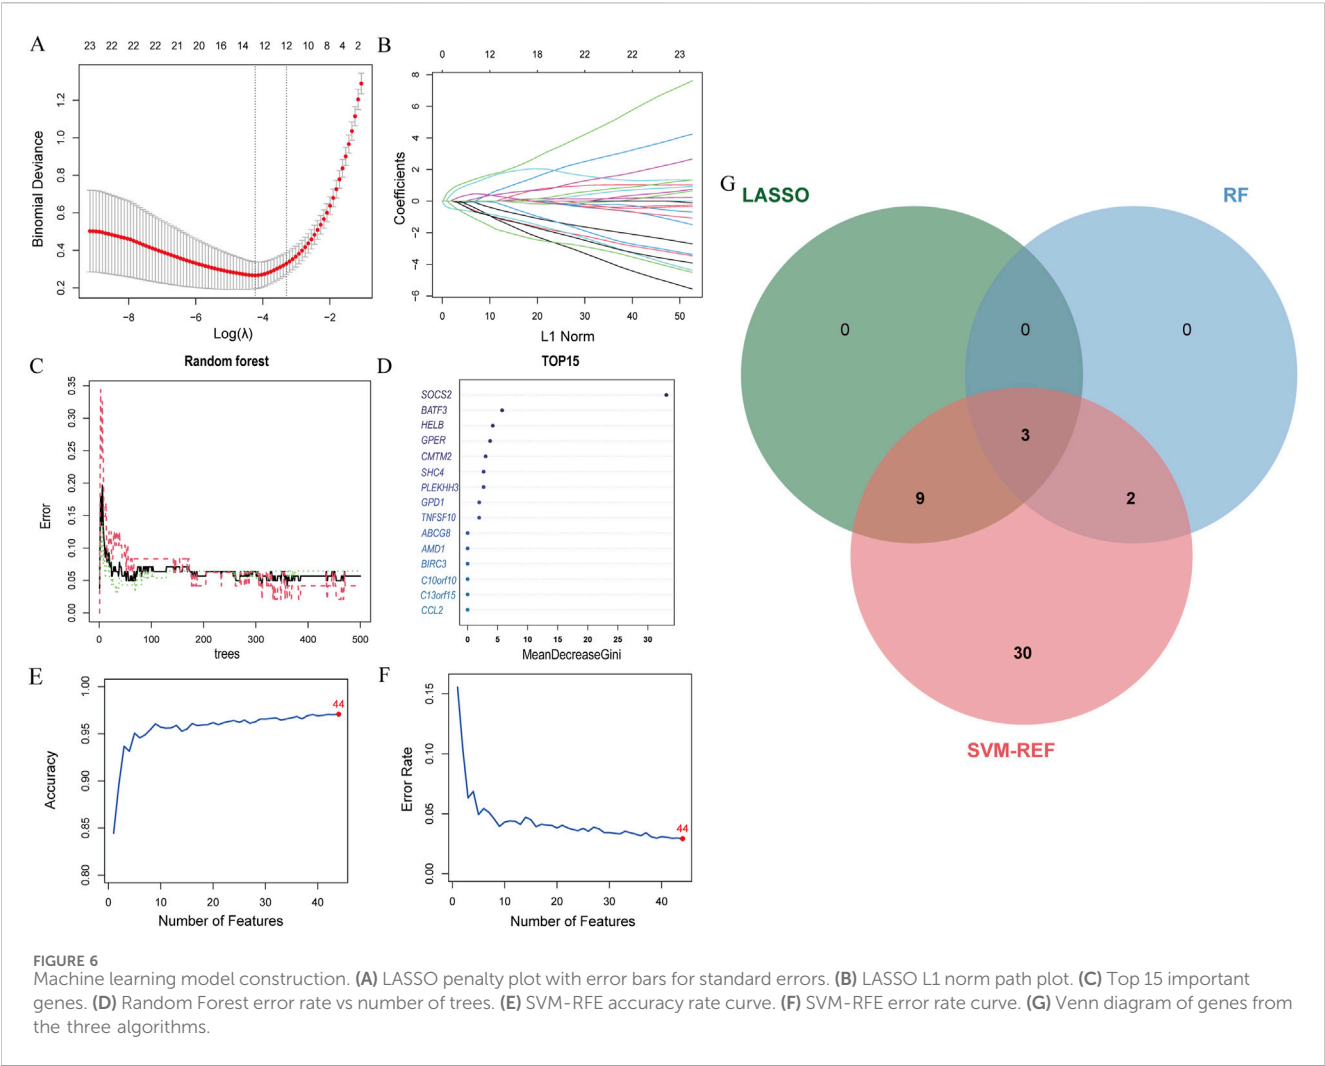 A
23 22 22 22 21 20 16 14 12 12 10 8 4 2
Binomial Deviance
1.2
1.0
0.8
0.6
0.4
0.2
−8 −6 −4 −2
Log(λ)
B
0 12 18 22 22 23
Coefficients
8
6
4
2
0
−2
−4
−6
0 10 20 30 40 50
L1 Norm
C
Random forest
Error
0.35
0.30
0.25
0.20
0.15
0.10
0.05
0.00
0 100 200 300 400 500
trees
D
TOP15
SOCS2
BATF3
HELB
GPER
CMTM2
SHC4
PLEKHH3
GPD1
TNFSF10
ABCG8
AMD1
BIRC3
C10orf10
C13orf15
CCL2
0 5 10 15 20 25 30
MeanDecreaseGini
E
Accuracy
1.00
0.95
0.90
0.85
0.80
44
0 10 20 30 40
Number of Features
F
Error Rate
0.15
0.10
0.05
0.00
44
0 10 20 30 40
Number of Features
G
LASSO
RF
0 0 0
3
9 2
30
SVM-REF
FIGURE 6
Machine learning model construction. (A) LASSO penalty plot with error bars for standard errors. (B) LASSO L1 norm path plot. (C) Top 15 important
genes. (D) Random Forest error rate vs number of trees. (E) SVM-RFE accuracy rate curve. (F) SVM-RFE error rate curve. (G) Venn diagram of genes from
the three algorithms.